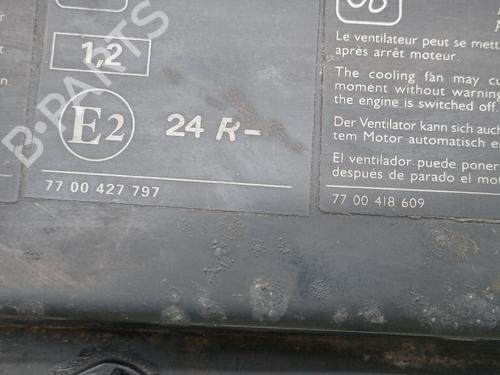 1,2
E2
24 R-
77 00 427 797
Le ventilateur peut se mett
après arrêt moteur.
The cooling fan may
moment without warning
the engine is switched off.
Der Ventilator kann sich auch
tem Motor automatisch
El ventilador puede poner
después de parado el
77 00 418 609
B-PARTS